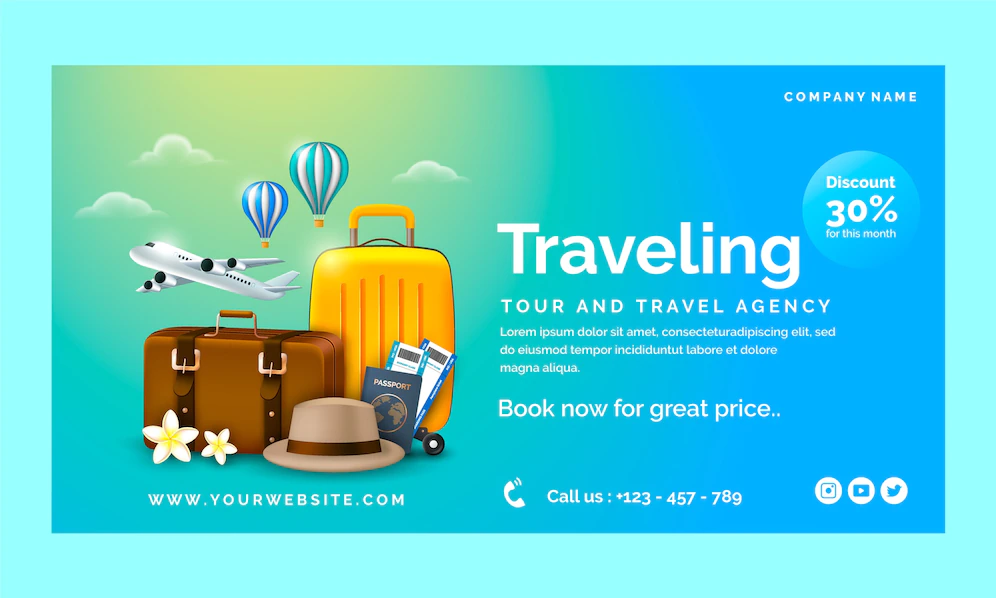 COMPANY NAME
Discount
30%
for this month
Traveling
TOUR AND TRAVEL AGENCY
Lorem ipsum dolor sit amet, consecteturadipiscing elit, sed
do eiusmod tempor incididuntut labore et dolore
magna aliqua.
Book now for great price..
PASSPORT
WWW.YOURWEBSITE.COM
Call us : +123 - 457 - 789